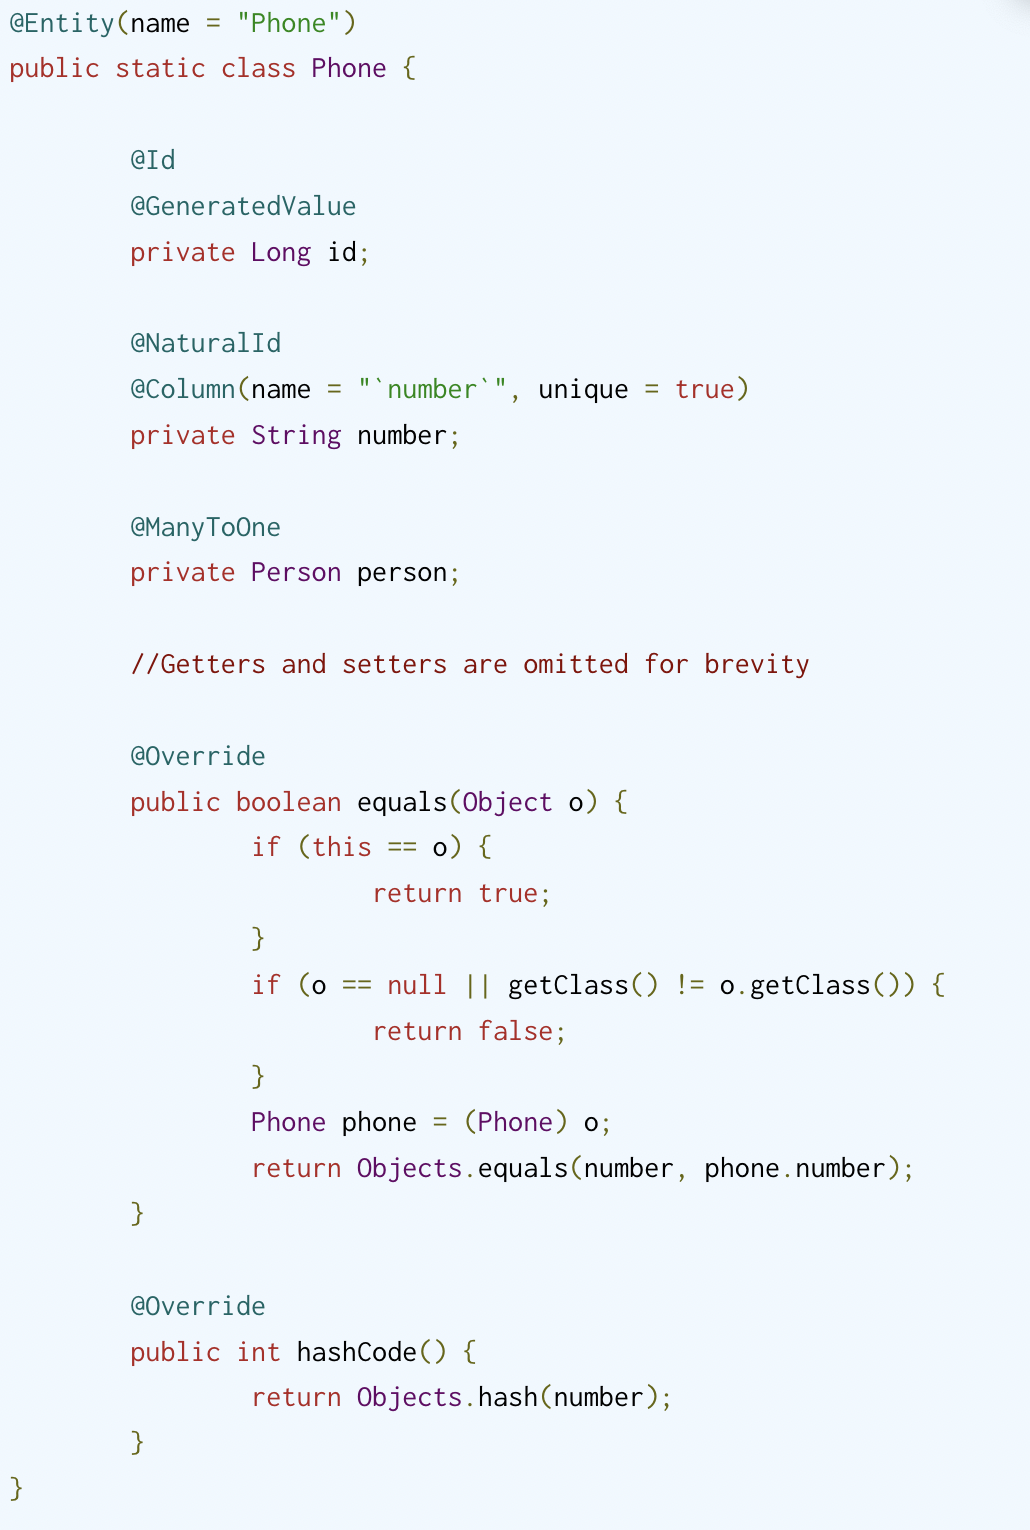 @Entity(name = "Phone")
public static class Phone {
@Id
@GeneratedValue
private Long id;
@NaturalId
@Column(name = "`number`", unique = true)
private String number;
@ManyToOne
private Person person;
//Getters and setters are omitted for brevity
@Override
public boolean equals(Object o) {
if (this == o) {
return true;
}
if (o == null || getClass() != o.getClass()) {
return false;
}
Phone phone = (Phone) o;
return Objects.equals(number, phone.number);
}
@Override
public int hashCode() {
return Objects.hash(number);
}
}